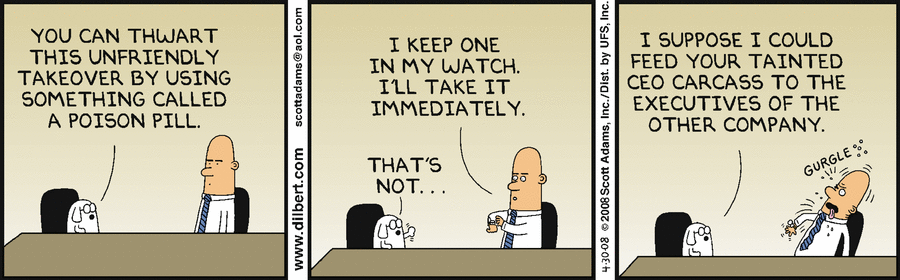 YOU CAN THWART
THIS UNFRIENDLY
TAKEOVER BY USING
SOMETHING CALLED
A POISON PILL.
www.dilbert.com scottadams@aol.com
I KEEP ONE
IN MY WATCH.
I'LL TAKE IT
IMMEDIATELY.
THAT'S
NOT...
4-30-08 © 2008 Scott Adams, Inc./Dist. by UFS, Inc.
I SUPPOSE I COULD
FEED YOUR TAINTED
CEO CARCASS TO THE
EXECUTIVES OF THE
OTHER COMPANY.
GURGLE